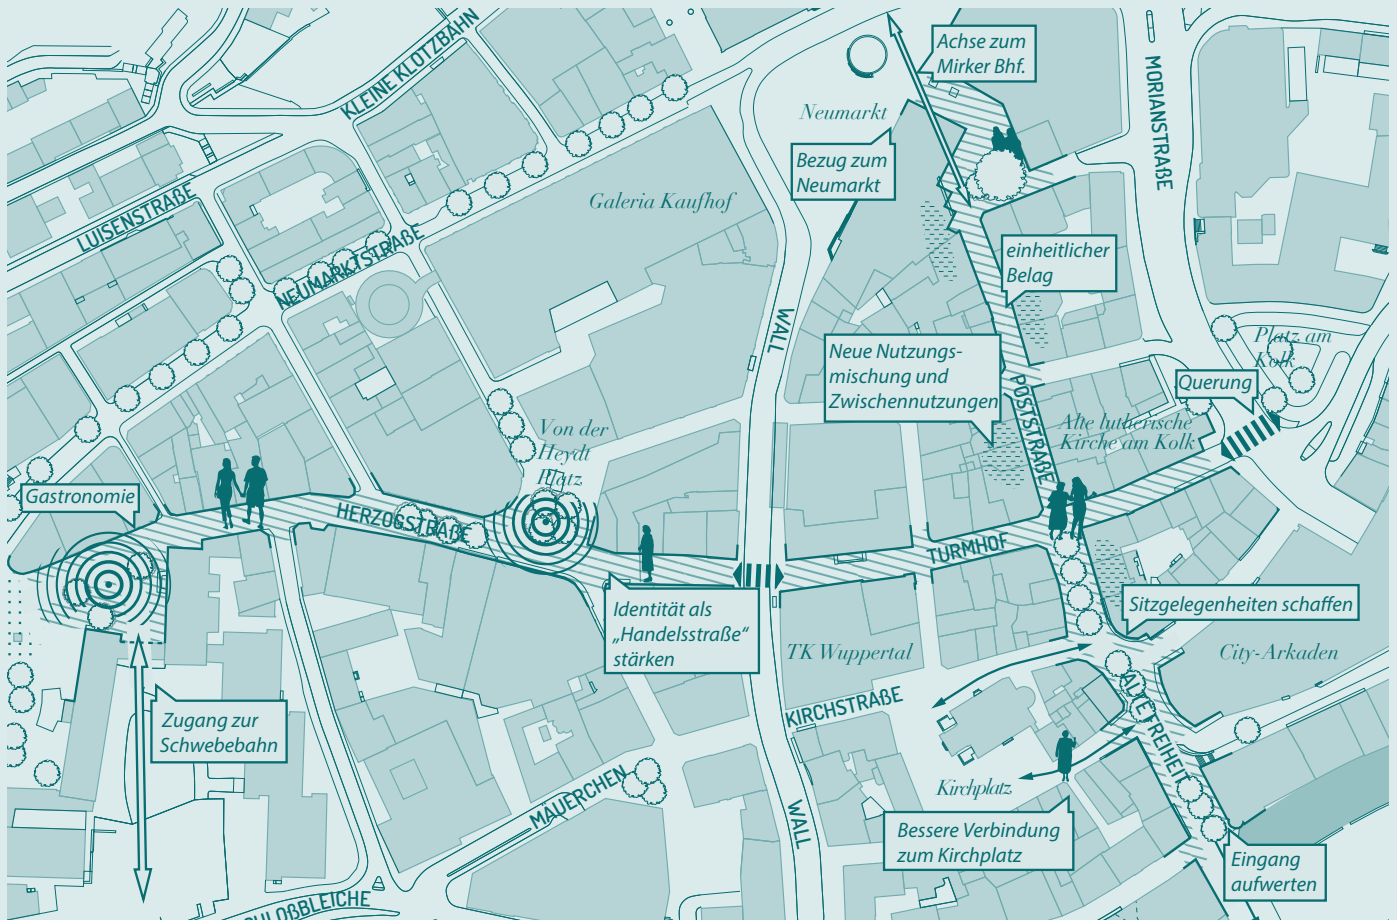 KLEINE KLOTZBAHN
Achse zum
Mirker Bhf.
MORIANSTRAßE
Neumarkt
Bezug zum
Neumarkt
LUISENSTRAßE
Galeria Kaufhof
NEUMARKTSTRAßE
einheitlicher
Belag
WALL
Neue Nutzungs-
mischung und
Zwischennutzungen
Platz am
Kolk
Querung
POSTSTRAßE
Alte lutherische
Kirche am Kolk
Von der
Heydt
Platz
Gastronomie
HERZOGSTRAßE
TURMHOF
Identität als
„Handelsstraße“
stärken
Sitzgelegenheiten schaffen
TK Wuppertal
City-Arkaden
KIRCHSTRAßE
ALTE FREIHEIT
Zugang zur
Schwebebahn
Kirchplatz
MÄUERCHEN
WALL
Bessere Verbindung
zum Kirchplatz
Eingang
aufwerten
HLOßBLEICHE